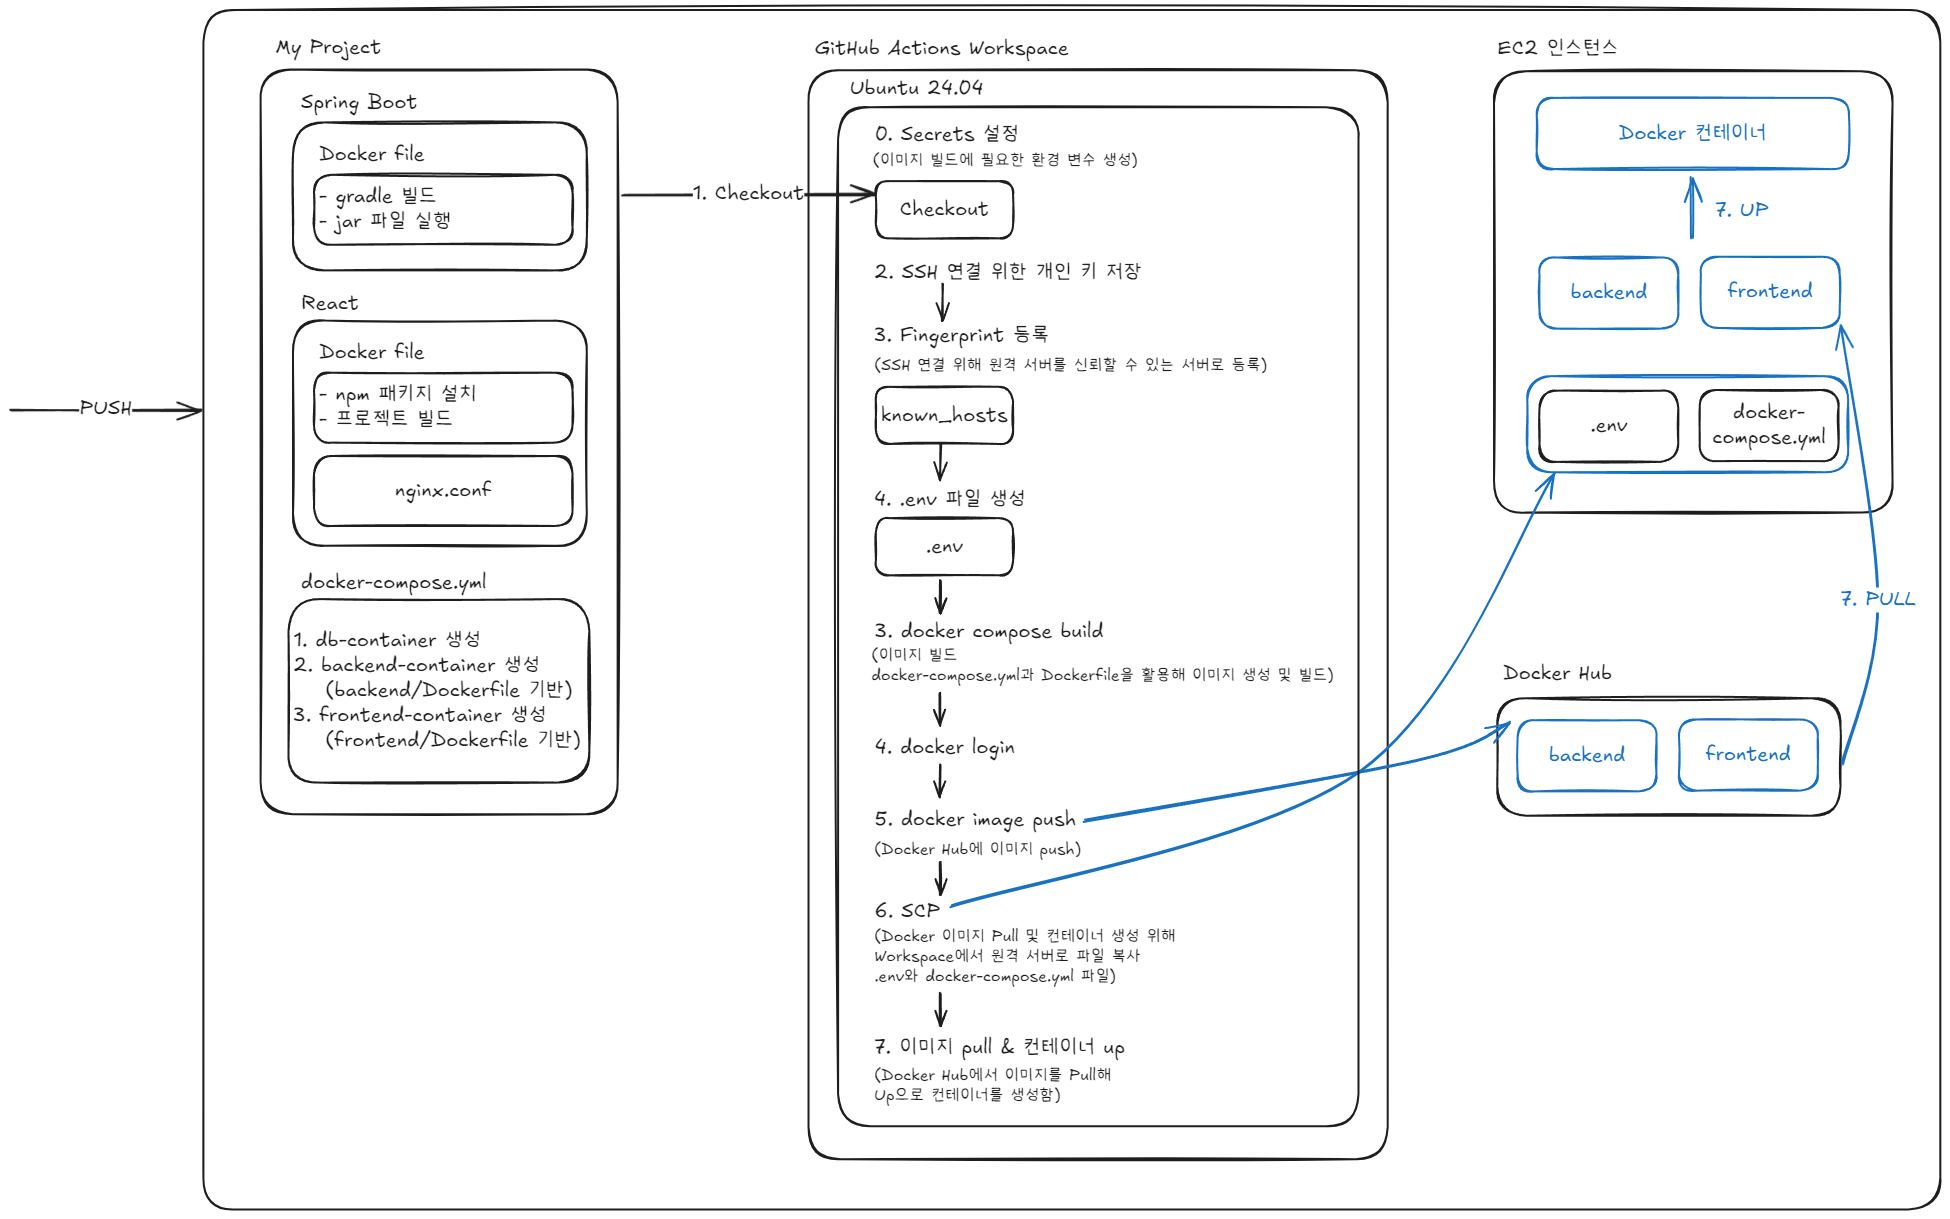 PUSH
My Project
Spring Boot
Docker file
- gradle 빌드
- jar 파일 실행
React
Docker file
- npm 패키지 설치
- 프로젝트 빌드
nginx.conf
docker-compose.yml
1. db-container 생성
2. backend-container 생성
(backend/Dockerfile 기반)
3. frontend-container 생성
(frontend/Dockerfile 기반)
1. Checkout
GitHub Actions Workspace
Ubuntu 24.04
0. Secrets 설정
(이미지 빌드에 필요한 환경 변수 생성)
Checkout
2. SSH 연결 위한 개인 키 저장
3. Fingerprint 등록
(SSH 연결 위해 원격 서버를 신뢰할 수 있는 서버로 등록)
known_hosts
4. .env 파일 생성
.env
3. docker compose build
(이미지 빌드
docker-compose.yml과 Dockerfile을 활용해 이미지 생성 및 빌드)
4. docker login
5. docker image push
(Docker Hub에 이미지 push)
6. SCP
(Docker 이미지 Pull 및 컨테이너 생성 위해
Workspace에서 원격 서버로 파일 복사
.env와 docker-compose.yml 파일)
7. 이미지 pull & 컨테이너 up
(Docker Hub에서 이미지를 Pull해
Up으로 컨테이너를 생성함)
EC2 인스턴스
Docker 컨테이너
7. UP
backend
frontend
.env
docker-
compose.yml
7. PULL
Docker Hub
backend
frontend